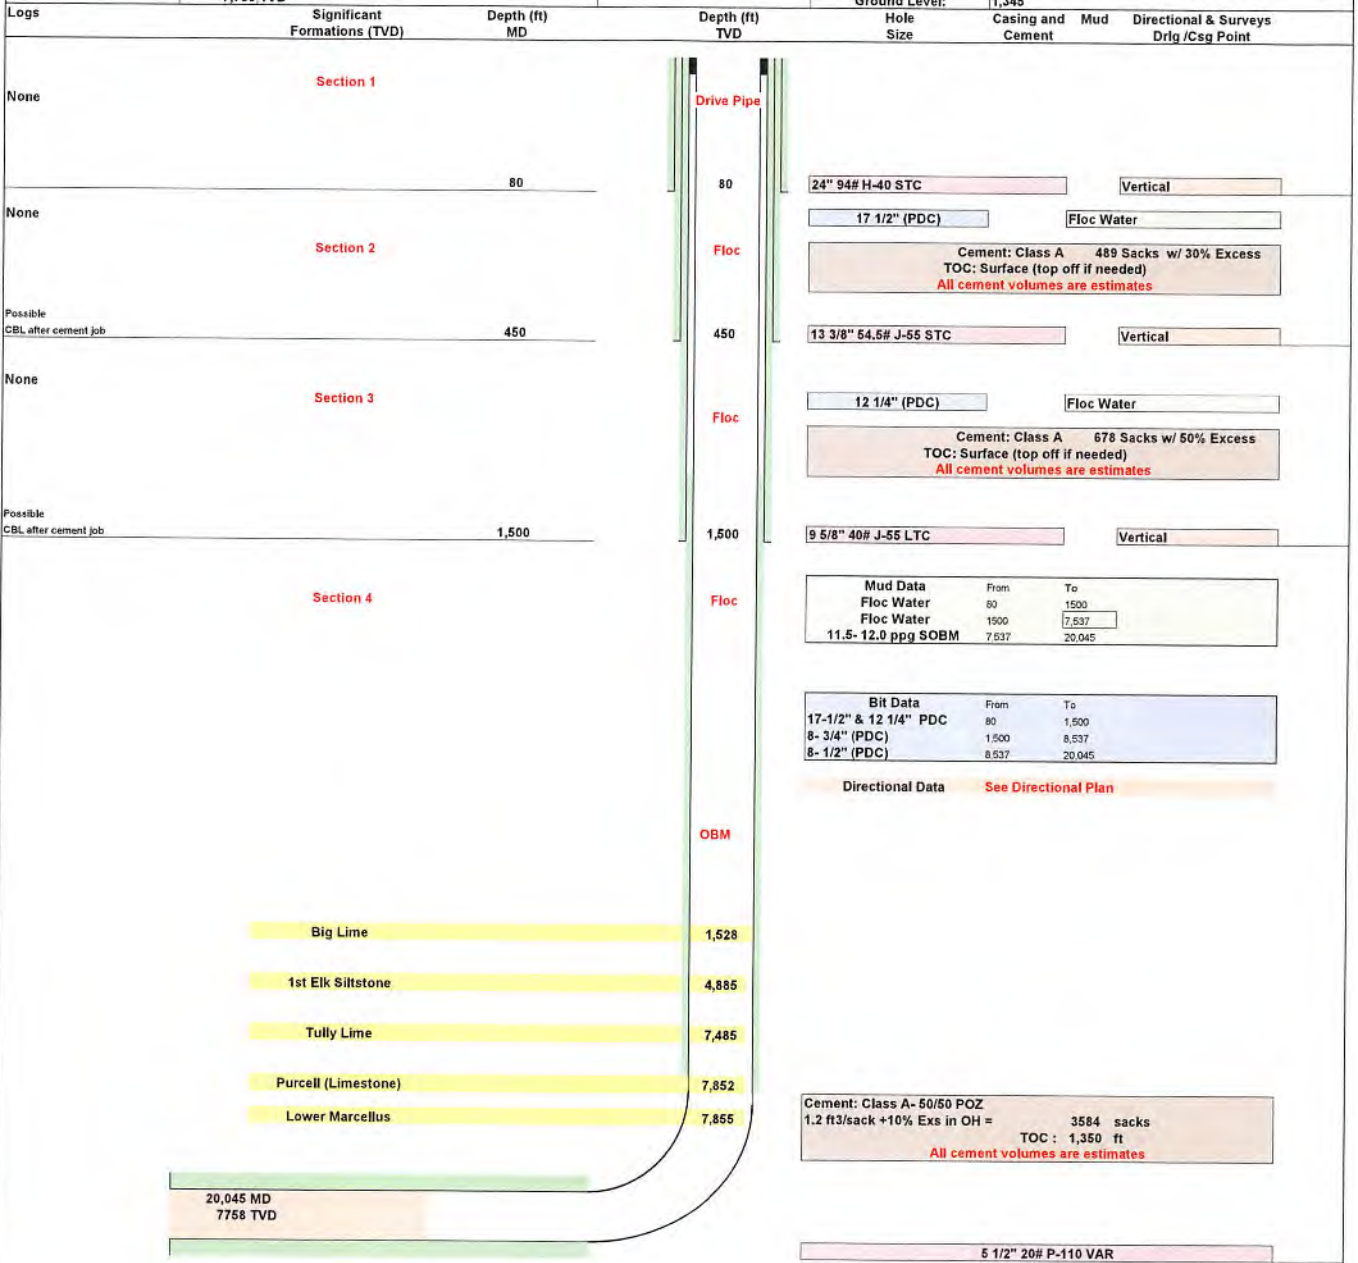 Ground Level: 1,345
Logs Significant Depth (ft) Depth (ft) Hole Casing and Mud Directional & Surveys
Formations (TVD) MD TVD Size Cement Drlg /Csg Point
Section 1
None
Drive Pipe
80 80 24" 94# H-40 STC Vertical
None 17 1/2" (PDC) Floc Water
Section 2 Floc Cement: Class A 489 Sacks w/ 30% Excess
TOC: Surface (top off if needed)
All cement volumes are estimates
Possible
CBL after cement job 450 450 13 3/8" 54.5# J-55 STC Vertical
None
Section 3 12 1/4" (PDC) Floc Water
Floc
Cement: Class A 678 Sacks w/ 50% Excess
TOC: Surface (top off if needed)
All cement volumes are estimates
Possible
CBL after cement job 1,500 1,500 9 5/8" 40# J-55 LTC Vertical
Section 4 Floc
Mud Data From To
Floc Water 80 1500
Floc Water 1500 7,537
11.5- 12.0 ppg SOBM 7,537 20,045
Bit Data From To
17-1/2" & 12 1/4" PDC 80 1,500
8- 3/4" (PDC) 1,500 8,537
8- 1/2" (PDC) 8,537 20,045
Directional Data See Directional Plan
OBM
Big Lime 1,528
1st Elk Siltstone 4,885
Tully Lime 7,485
Purcell (Limestone) 7,852
Lower Marcellus 7,855
Cement: Class A- 50/50 POZ
1.2 ft3/sack +10% Exs in OH = 3584 sacks
TOC : 1,350 ft
All cement volumes are estimates
20,045 MD
7758 TVD
5 1/2" 20# P-110 VAR